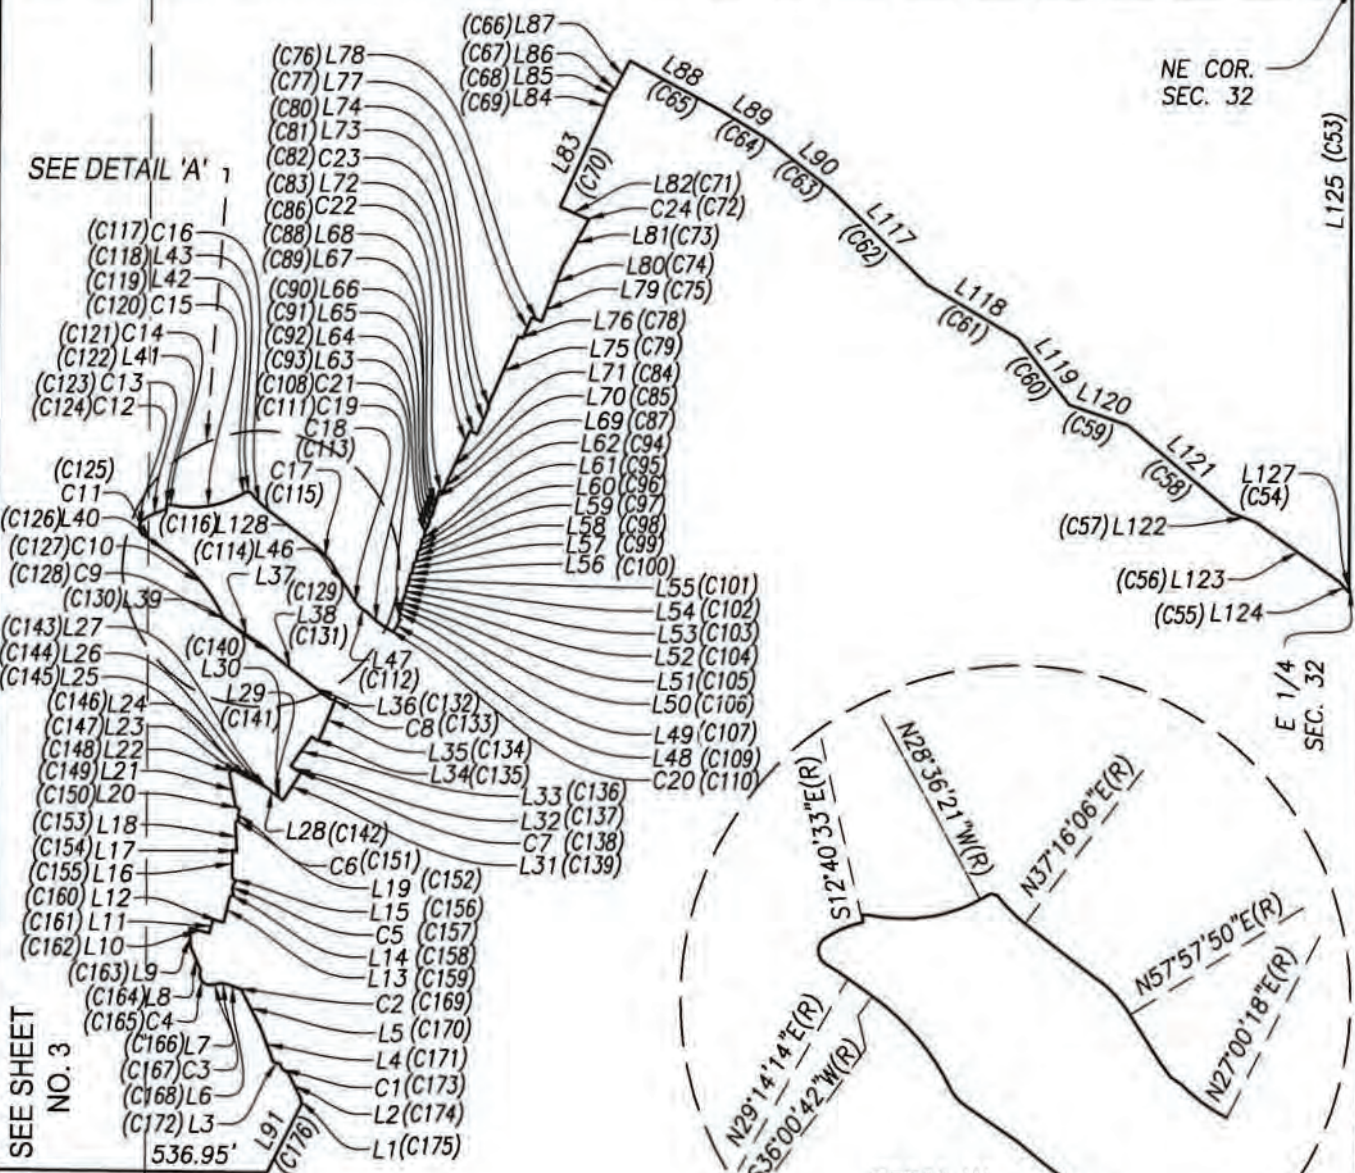 (C66) L87
(C67) L86
(C68) L85
(C69) L84
(C76) L78
(C77) L77
(C80) L74
(C81) L73
(C82) C23
(C83) L72
(C86) C22
(C88) L68
(C89) L67
(C90) L66
(C91) L65
(C92) L64
(C93) L63
(C108) C21
(C111) C19
C18
(C113)
C17
(C115)
SEE DETAIL 'A'
(C117) C16
(C118) L43
(C119) L42
(C120) C15
(C121) C14
(C122) L41
(C123) C13
(C124) C12
(C125)
C11
(C126) L40
(C127) C10
(C128) C9
(C130) L39
(C116) L128
(C114) L46
L37
(C129)
L38
(C131)
(C140)
L30
L29
(C141)
L47
(C112)
(C143) L27
(C144) L26
(C145) L25
(C146) L24
(C147) L23
(C148) L22
(C149) L21
(C150) L20
(C153) L18
(C154) L17
(C155) L16
(C160) L12
(C161) L11
(C162) L10
(C163) L9
(C164) L8
(C165) C4
(C166) L7
(C167) C3
(C168) L6
(C172) L3
536.95'
L91
(C176)
SEE SHEET
NO. 3
L88
(C65)
L89
(C64)
L90
(C63)
L117
(C62)
L118
(C61)
L119
(C60)
L120
(C59)
L121
(C58)
L127
(C54)
(C57) L122
(C56) L123
(C55) L124
NE COR.
SEC. 32
L125 (C53)
E 1/4
SEC. 32
L83
(C70)
L82 (C71)
C24 (C72)
L81 (C73)
L80 (C74)
L79 (C75)
L76 (C78)
L75 (C79)
L71 (C84)
L70 (C85)
L69 (C87)
L62 (C94)
L61 (C95)
L60 (C96)
L59 (C97)
L58 (C98)
L57 (C99)
L56 (C100)
L55 (C101)
L54 (C102)
L53 (C103)
L52 (C104)
L51 (C105)
L50 (C106)
L49 (C107)
L48 (C109)
C20 (C110)
L36 (C132)
C8 (C133)
L35 (C134)
L34 (C135)
L33 (C136)
L32 (C137)
C7 (C138)
L31 (C139)
L28 (C142)
C6 (C151)
L19 (C152)
L15 (C156)
C5 (C157)
L14 (C158)
L13 (C159)
C2 (C169)
L5 (C170)
L4 (C171)
C1 (C173)
L2 (C174)
L1 (C175)
S12°40'33"E(R)
N28°36'21"W(R)
N37°16'06"E(R)
N57°57'50"E(R)
N27°00'18"E(R)
N29°14'14"E(R)
S36°00'42"W(R)